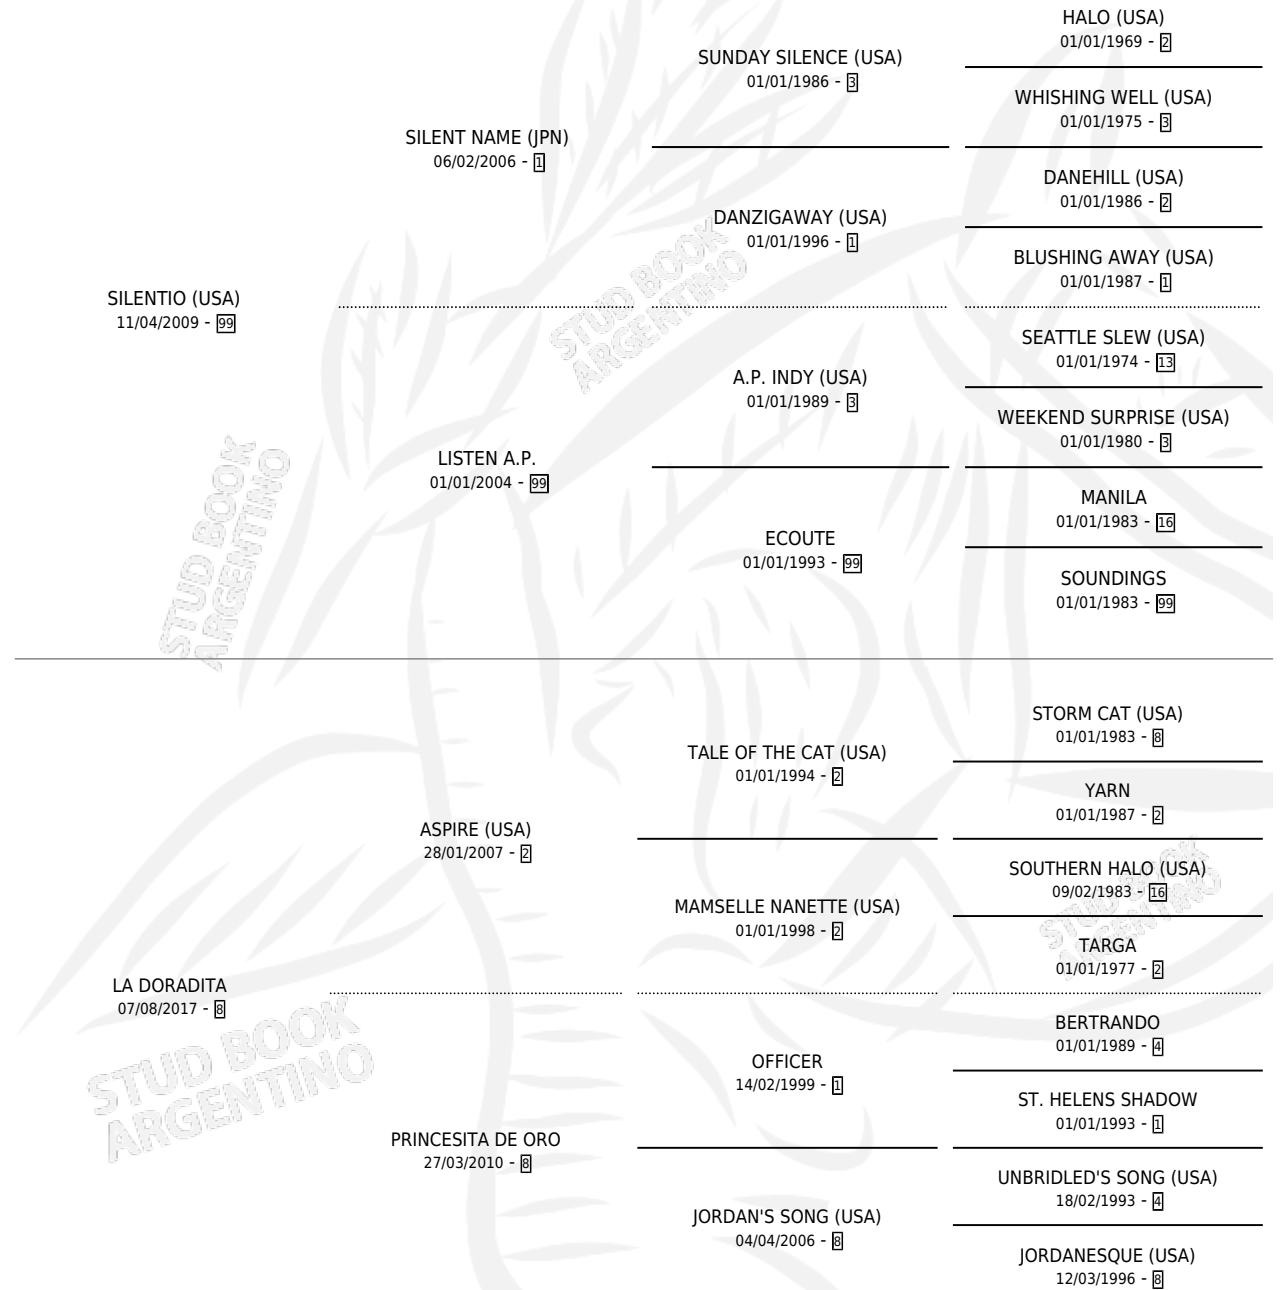 HALO (USA)
01/01/1969 - 2
SUNDAY SILENCE (USA)
01/01/1986 - 3
WHISHING WELL (USA)
01/01/1975 - 3
SILENT NAME (JPN)
06/02/2006 - 1
DANEHILL (USA)
01/01/1986 - 2
DANZIGAWAY (USA)
01/01/1996 - 1
BLUSHING AWAY (USA)
01/01/1987 - 1
SILENTIO (USA)
11/04/2009 - 99
STUD BOOK
ARGENTINO
SEATTLE SLEW (USA)
01/01/1974 - 13
A.P. INDY (USA)
01/01/1989 - 3
WEEKEND SURPRISE (USA)
01/01/1980 - 3
LISTEN A.P.
01/01/2004 - 99
MANILA
01/01/1983 - 16
ECOUTE
01/01/1993 - 99
SOUNDINGS
01/01/1983 - 99
STUD BOOK
ARGENTINO
STORM CAT (USA)
01/01/1983 - 8
TALE OF THE CAT (USA)
01/01/1994 - 2
YARN
01/01/1987 - 2
ASPIRE (USA)
28/01/2007 - 2
SOUTHERN HALO (USA)
09/02/1983 - 16
MAMSELLE NANETTE (USA)
01/01/1998 - 2
STUD BOOK
ARGENTINO
TARGA
01/01/1977 - 2
LA DORADITA
07/08/2017 - 8
STUD BOOK
ARGENTINO
BERTRANDO
01/01/1989 - 4
OFFICER
14/02/1999 - 1
ST. HELENS SHADOW
01/01/1993 - 1
PRINCESITA DE ORO
27/03/2010 - 8
UNBRIDLED'S SONG (USA)
18/02/1993 - 4
JORDAN'S SONG (USA)
04/04/2006 - 8
JORDANESQUE (USA)
12/03/1996 - 8